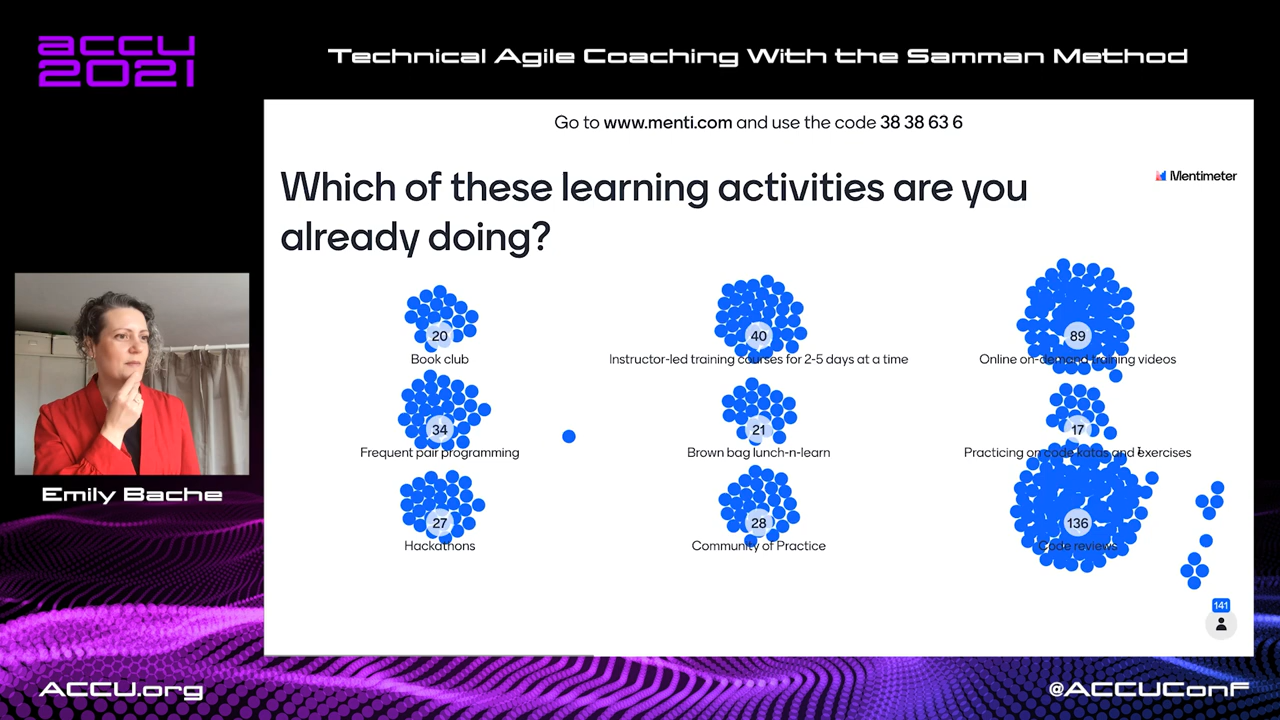 accu
2021
Technical Agile Coaching With the Samman Method
Go to www.menti.com and use the code 38 38 63 6
Which of these learning activities are you
already doing?
Mentimeter
20
Book club
40
Instructor-led training courses for 2-5 days at a time
89
Online on-demand training videos
34
Frequent pair programming
21
Brown bag lunch-n-learn
17
Practicing on code katas and exercises
27
Hackathons
28
Community of Practice
136
Code reviews
141
Emily Bache
ACCU.org
@ACCUConf